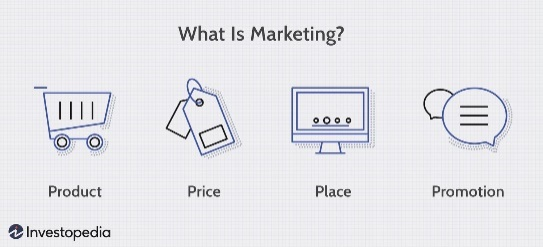 What Is Marketing?
Product
Price
Place
Promotion
Investopedia